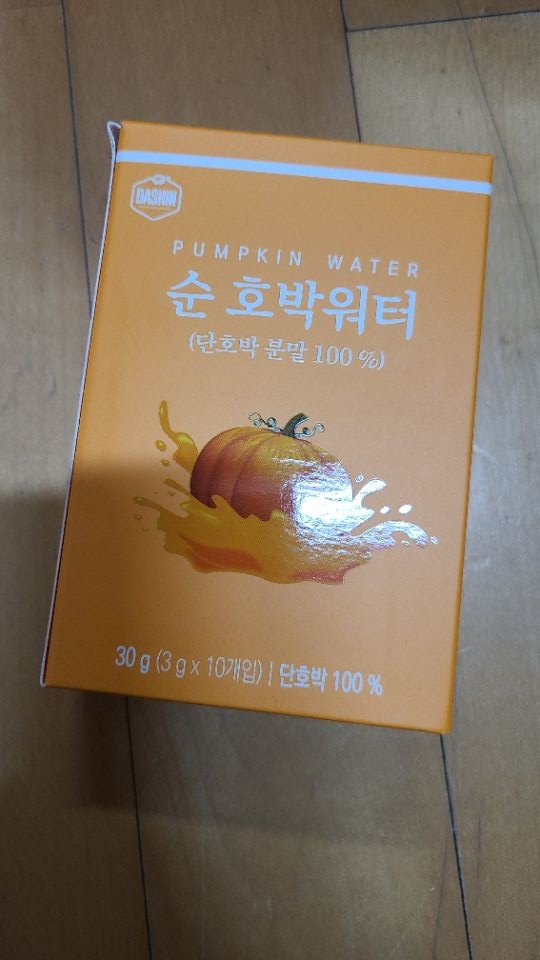 DASHIN
PUMPKIN WATER
순 호박워터
(단호박 분말 100 %)
30 g (3 g x 10개입) | 단호박 100 %